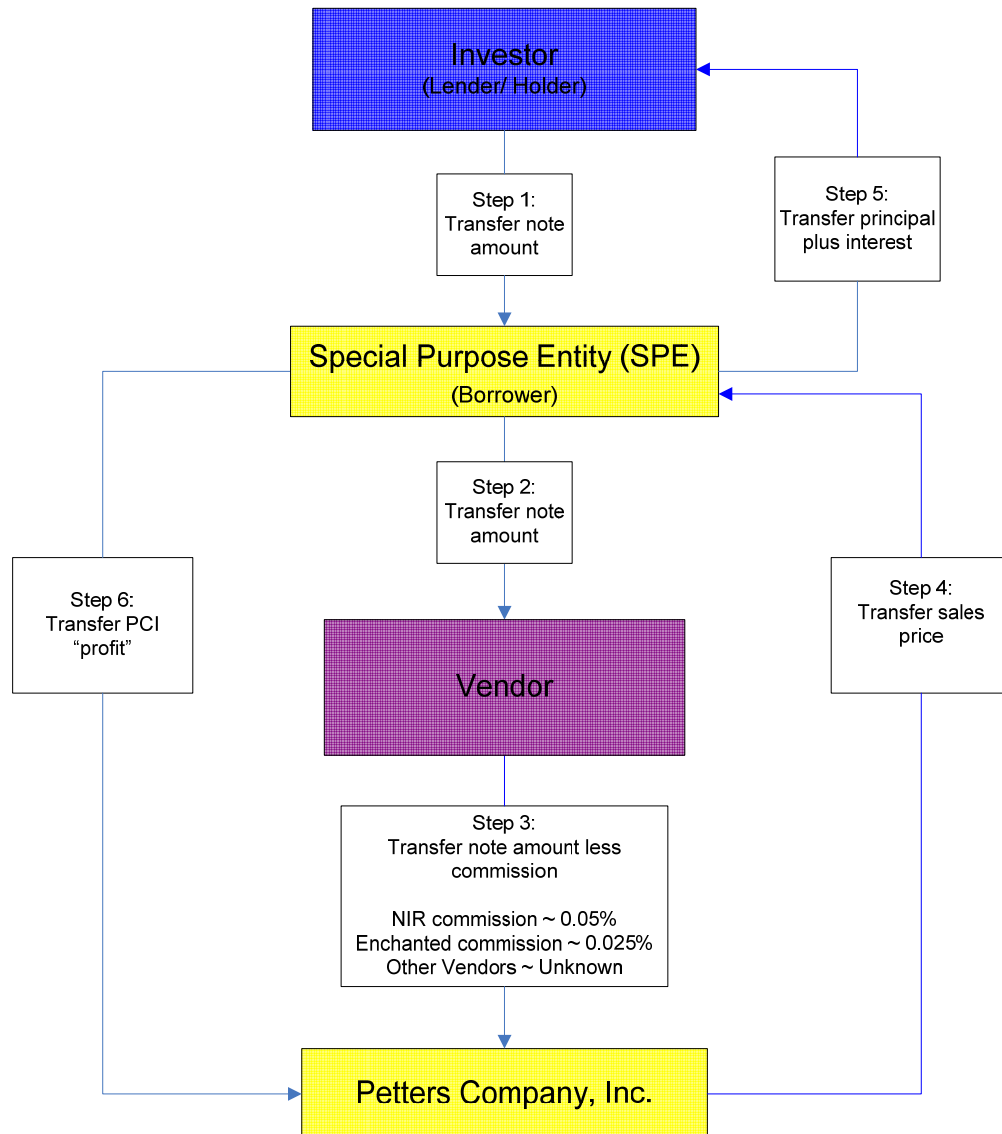 Investor
(Lender/ Holder)
Step 1:
Transfer note
amount
Step 5:
Transfer principal
plus interest
Special Purpose Entity (SPE)
(Borrower)
Step 2:
Transfer note
amount
Step 6:
Transfer PCI
“profit”
Step 4:
Transfer sales
price
Vendor
Step 3:
Transfer note amount less
commission
NIR commission ~ 0.05%
Enchanted commission ~ 0.025%
Other Vendors ~ Unknown
Petters Company, Inc.